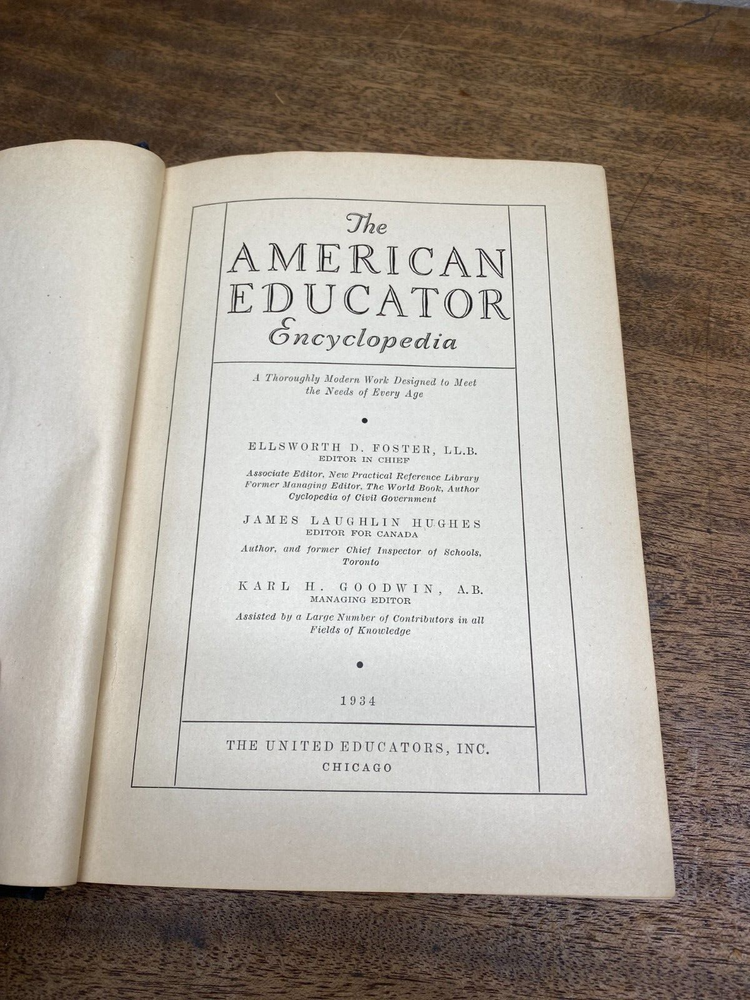 The
AMERICAN
EDUCATOR
Encyclopedia
A Thoroughly Modern Work Designed to Meet
the Needs of Every Age
ELLSWORTH D. FOSTER, LL.B.
EDITOR IN CHIEF
Associate Editor, New Practical Reference Library
Former Managing Editor, The World Book, Author
Cyclopedia of Civil Government
JAMES LAUGHLIN HUGHES
EDITOR FOR CANADA
Author, and former Chief Inspector of Schools,
Toronto
KARL H. GOODWIN, A.B.
MANAGING EDITOR
Assisted by a Large Number of Contributors in all
Fields of Knowledge
1934
THE UNITED EDUCATORS, INC.
CHICAGO